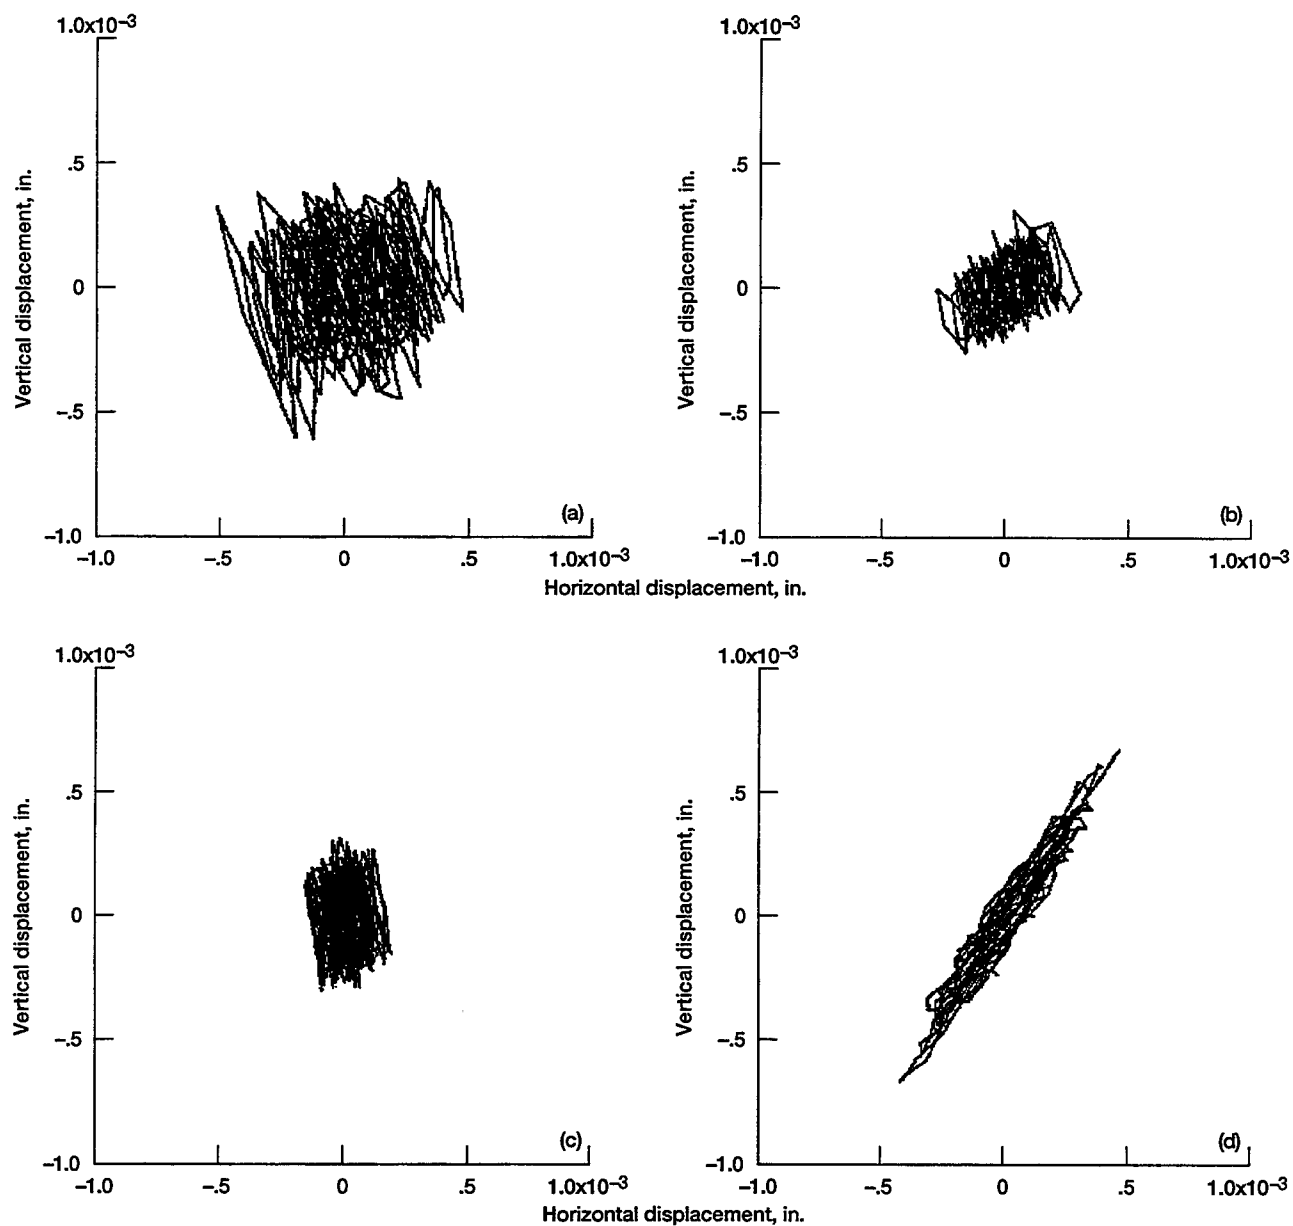 1.0x10–3
.5
0
–.5
–1.0
Vertical displacement, in.
(a)
–1.0
–.5
0
.5
1.0x10–3
1.0x10–3
.5
0
–.5
–1.0
Vertical displacement, in.
(b)
–1.0
–.5
0
.5
1.0x10–3
Horizontal displacement, in.
1.0x10–3
.5
0
–.5
–1.0
Vertical displacement, in.
(c)
–1.0
–.5
0
.5
1.0x10–3
1.0x10–3
.5
0
–.5
–1.0
Vertical displacement, in.
(d)
–1.0
–.5
0
.5
1.0x10–3
Horizontal displacement, in.